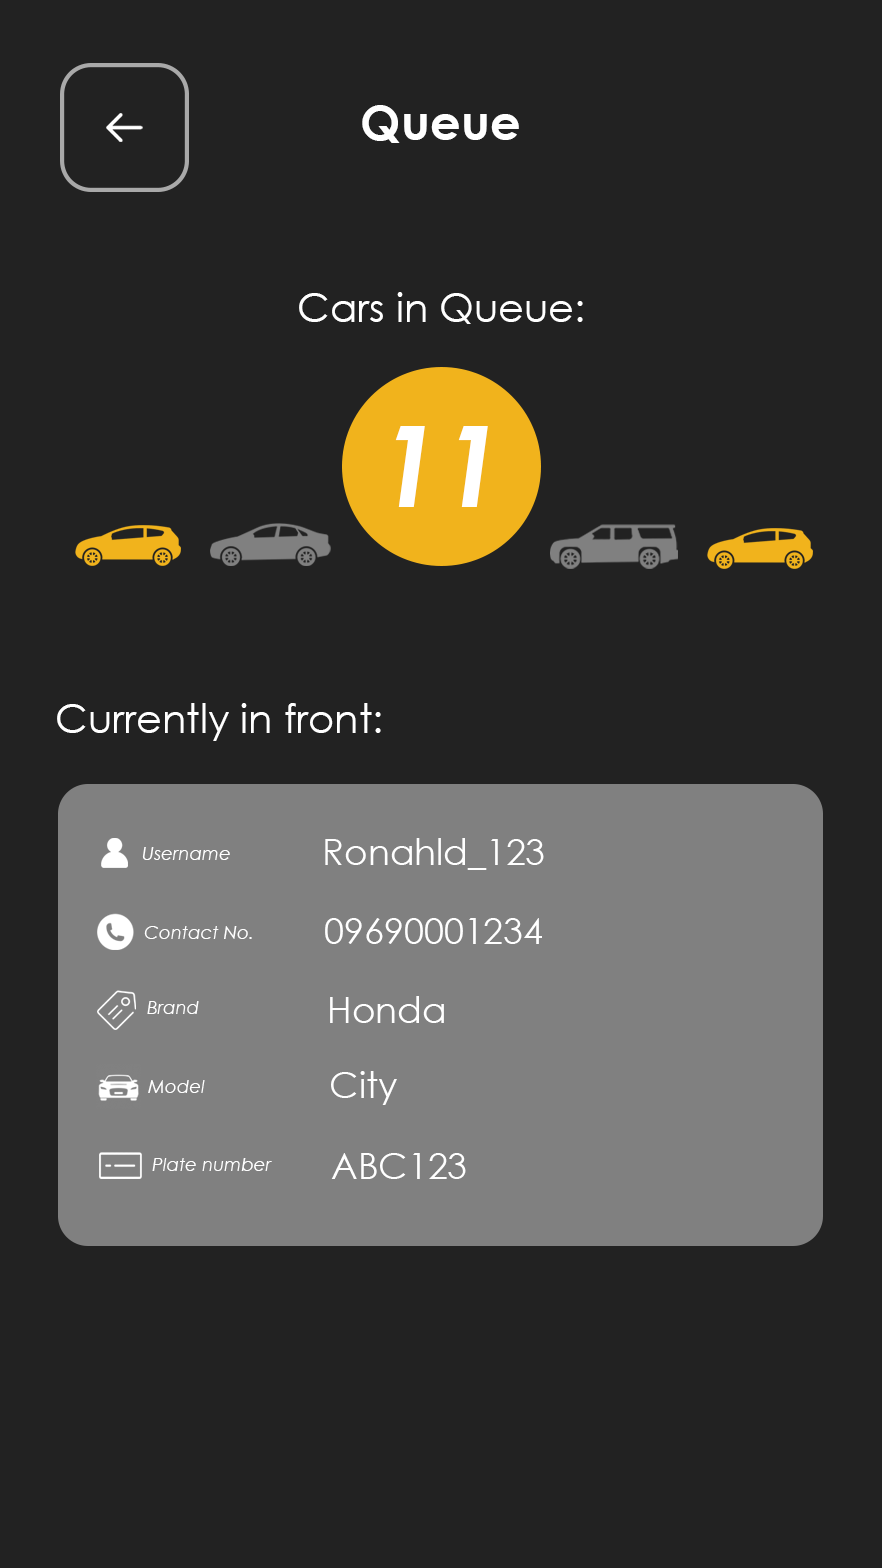 Queue
Cars in Queue:
11
Currently in front:
Username Ronahld_123
Contact No. 09690001234
Brand Honda
Model City
Plate number ABC123